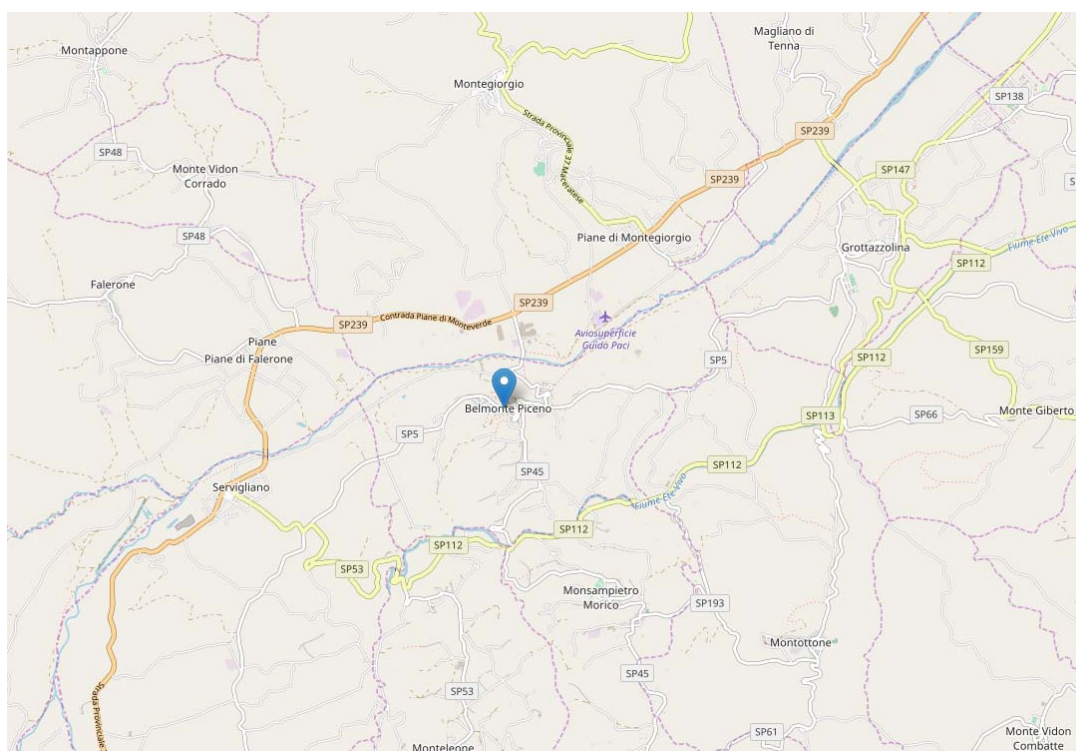 Magliano di
Tenna
Montappone
Montegiorgio
SP138
Strada Provinciale 37 Maceratese
SP239
SP48
SP147
Monte Vidon
Corrado
SP239
SP48
Piane di Montegiorgio
Fiume Ete Vivo
Grottazzolina
SP112
Falerone
SP239
Contrada Piane di Monteverde
SP239
Aviosuperficie
Guido Paci
Piane
Piane di Falerone
SP5
SP112
SP159
Belmonte Piceno
SP5
SP113
SP66
Monte Giberto
SP45
SP112
Servigliano
Fiume Ete Vivo
SP112
SP112
SP53
Monsampietro
Morico
SP193
Montottone
SP45
SP53
Strada Provinciale
SP61
Monte Vidon
Combatte
Monteleone